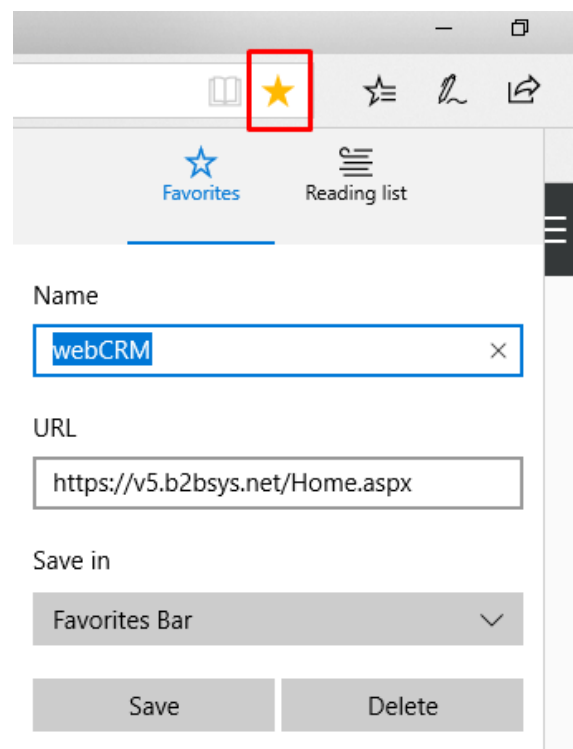 Favorites
Reading list
Name
webCRM
URL
https://v5.b2bsys.net/Home.aspx
Save in
Favorites Bar
Save
Delete